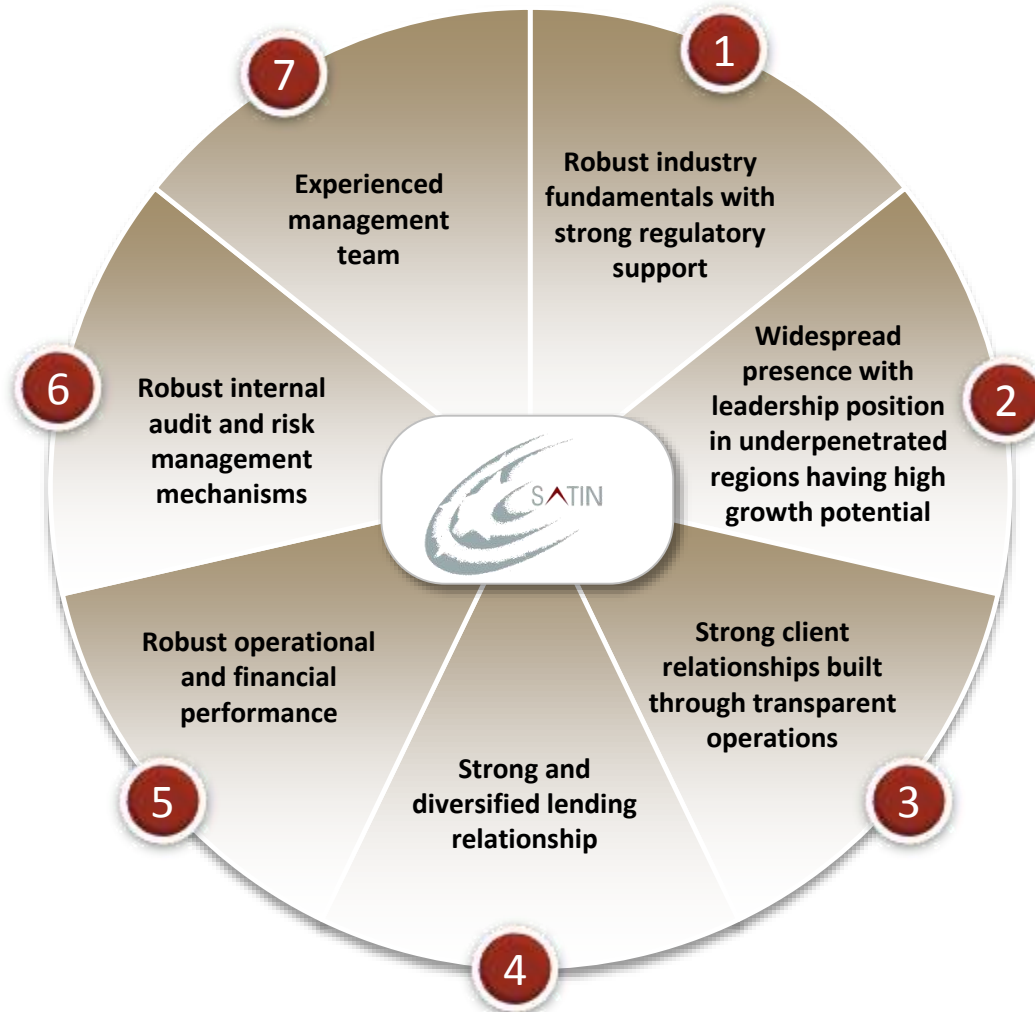 1
Robust industry
fundamentals with
strong regulatory
support
2
Widespread
presence with
leadership position
in underpenetrated
regions having high
growth potential
3
Strong client
relationships built
through transparent
operations
4
Strong and
diversified lending
relationship
5
Robust operational
and financial
performance
6
Robust internal
audit and risk
management
mechanisms
7
Experienced
management
team
SATIN